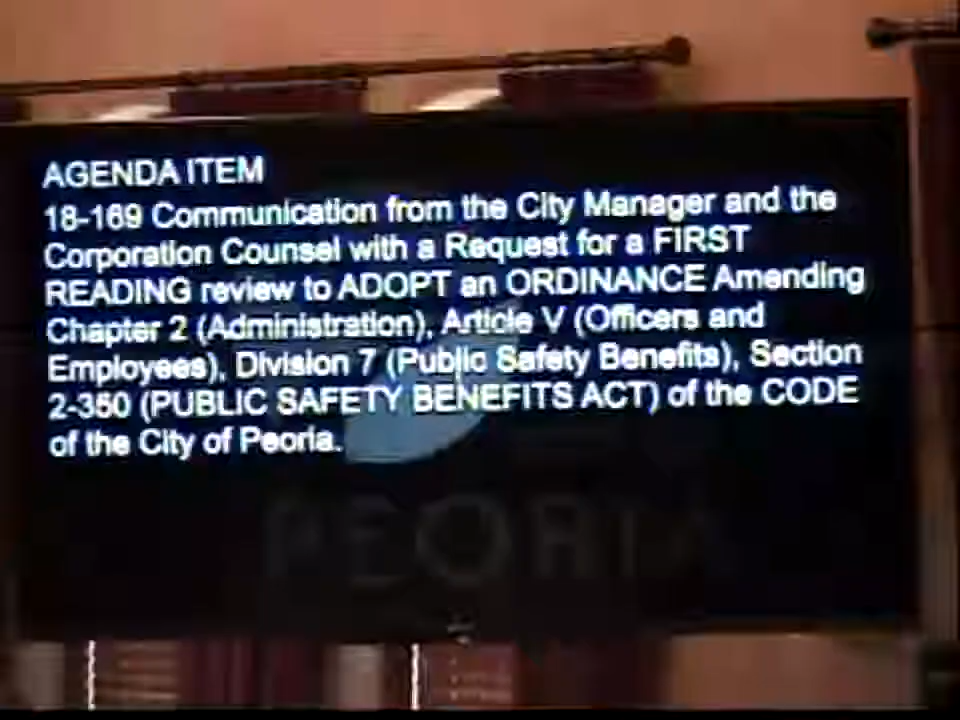 AGENDA ITEM
18-169 Communication from the City Manager and the
Corporation Counsel with a Request for a FIRST
READING review to ADOPT an ORDINANCE Amending
Chapter 2 (Administration), Article V (Officers and
Employees), Division 7 (Public Safety Benefits), Section
2-350 (PUBLIC SAFETY BENEFITS ACT) of the CODE
of the City of Peoria.
PEORIA